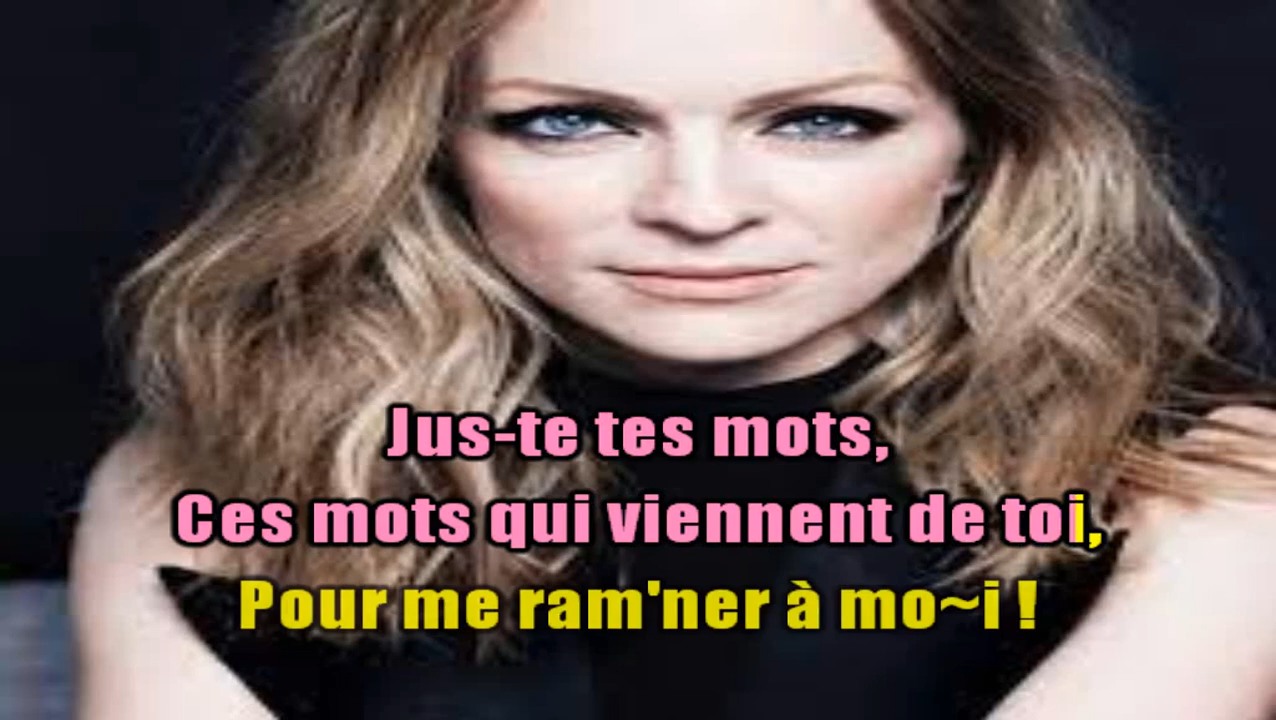 Jus-te tes mots,
Ces mots qui viennent de toi,
Pour me ram'ner à mo~i !